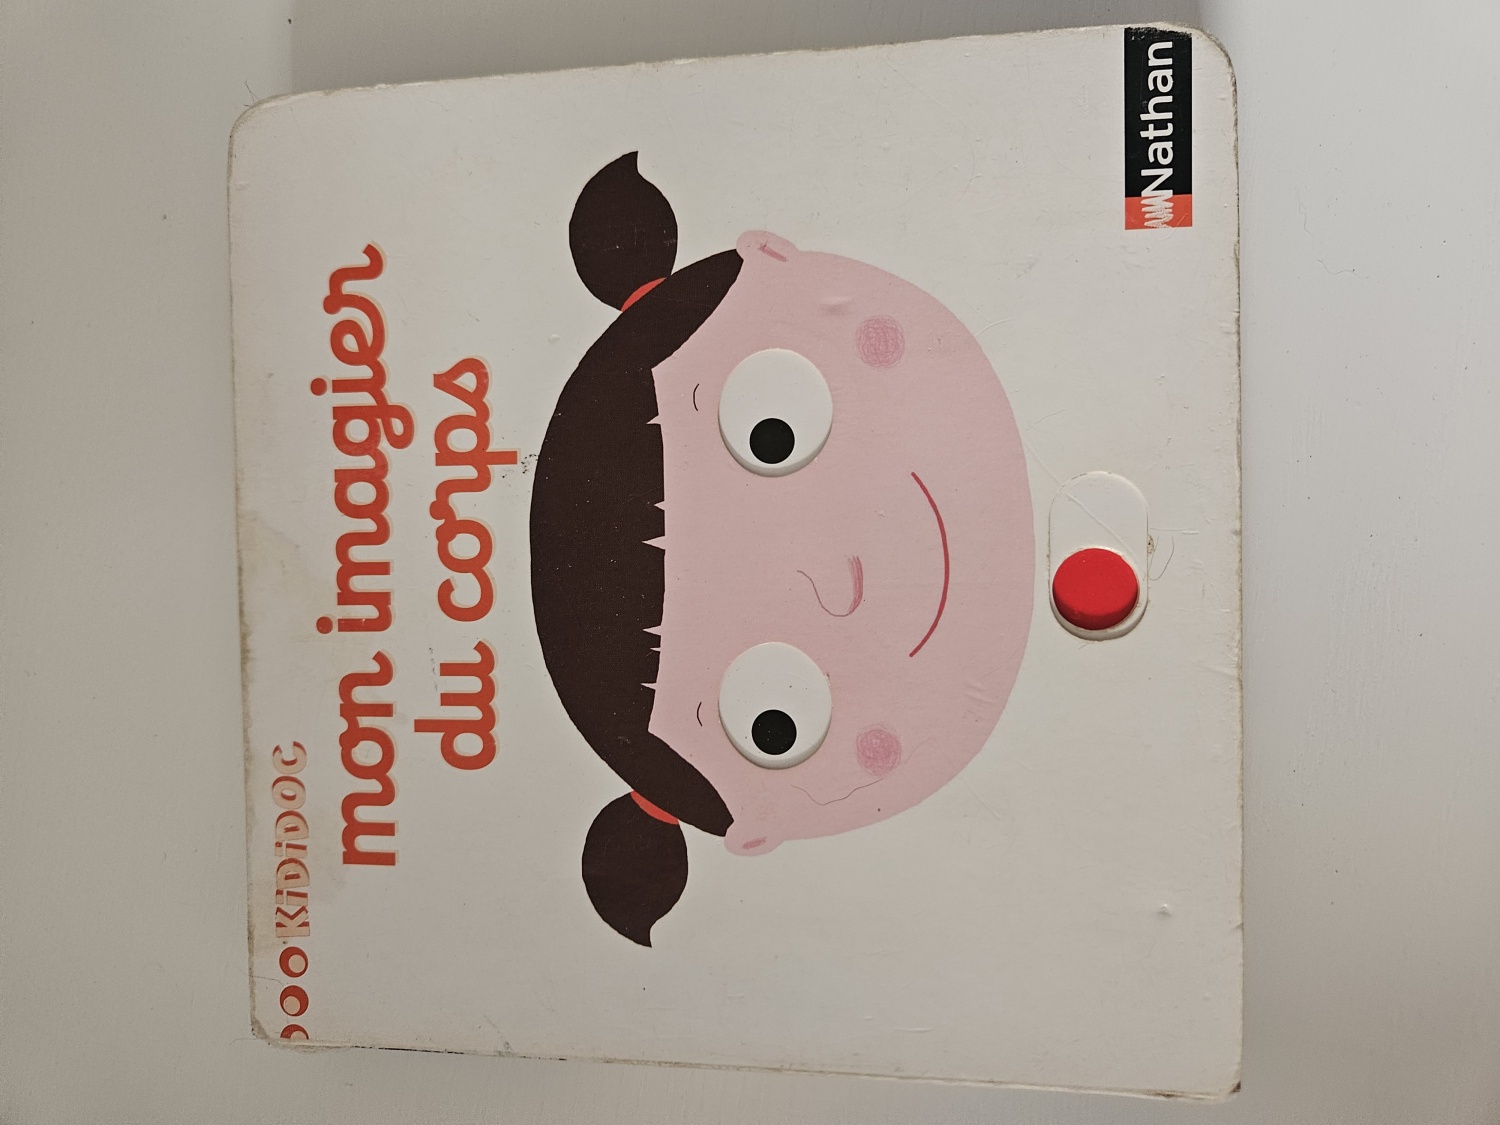 KiDiDOC
mon imagier
du corps
Nathan